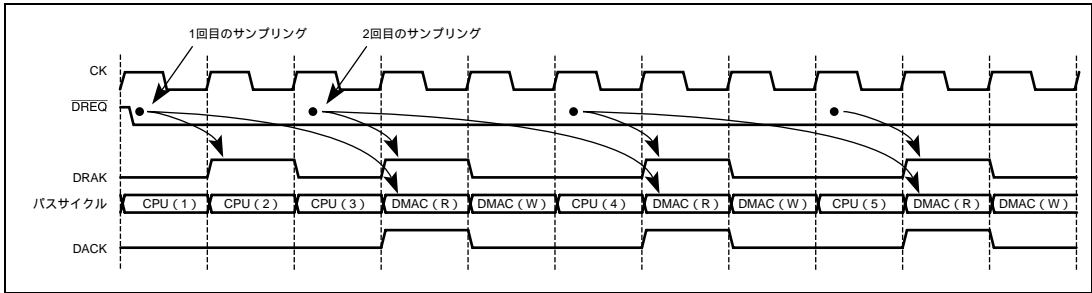 1回目のサンプリング 2回目のサンプリング
CK
DREQ
DRAK
バスサイクル CPU(1) CPU(2) CPU(3) DMAC(R) DMAC(W) CPU(4) DMAC(R) DMAC(W) CPU(5) DMAC(R) DMAC(W)
DACK